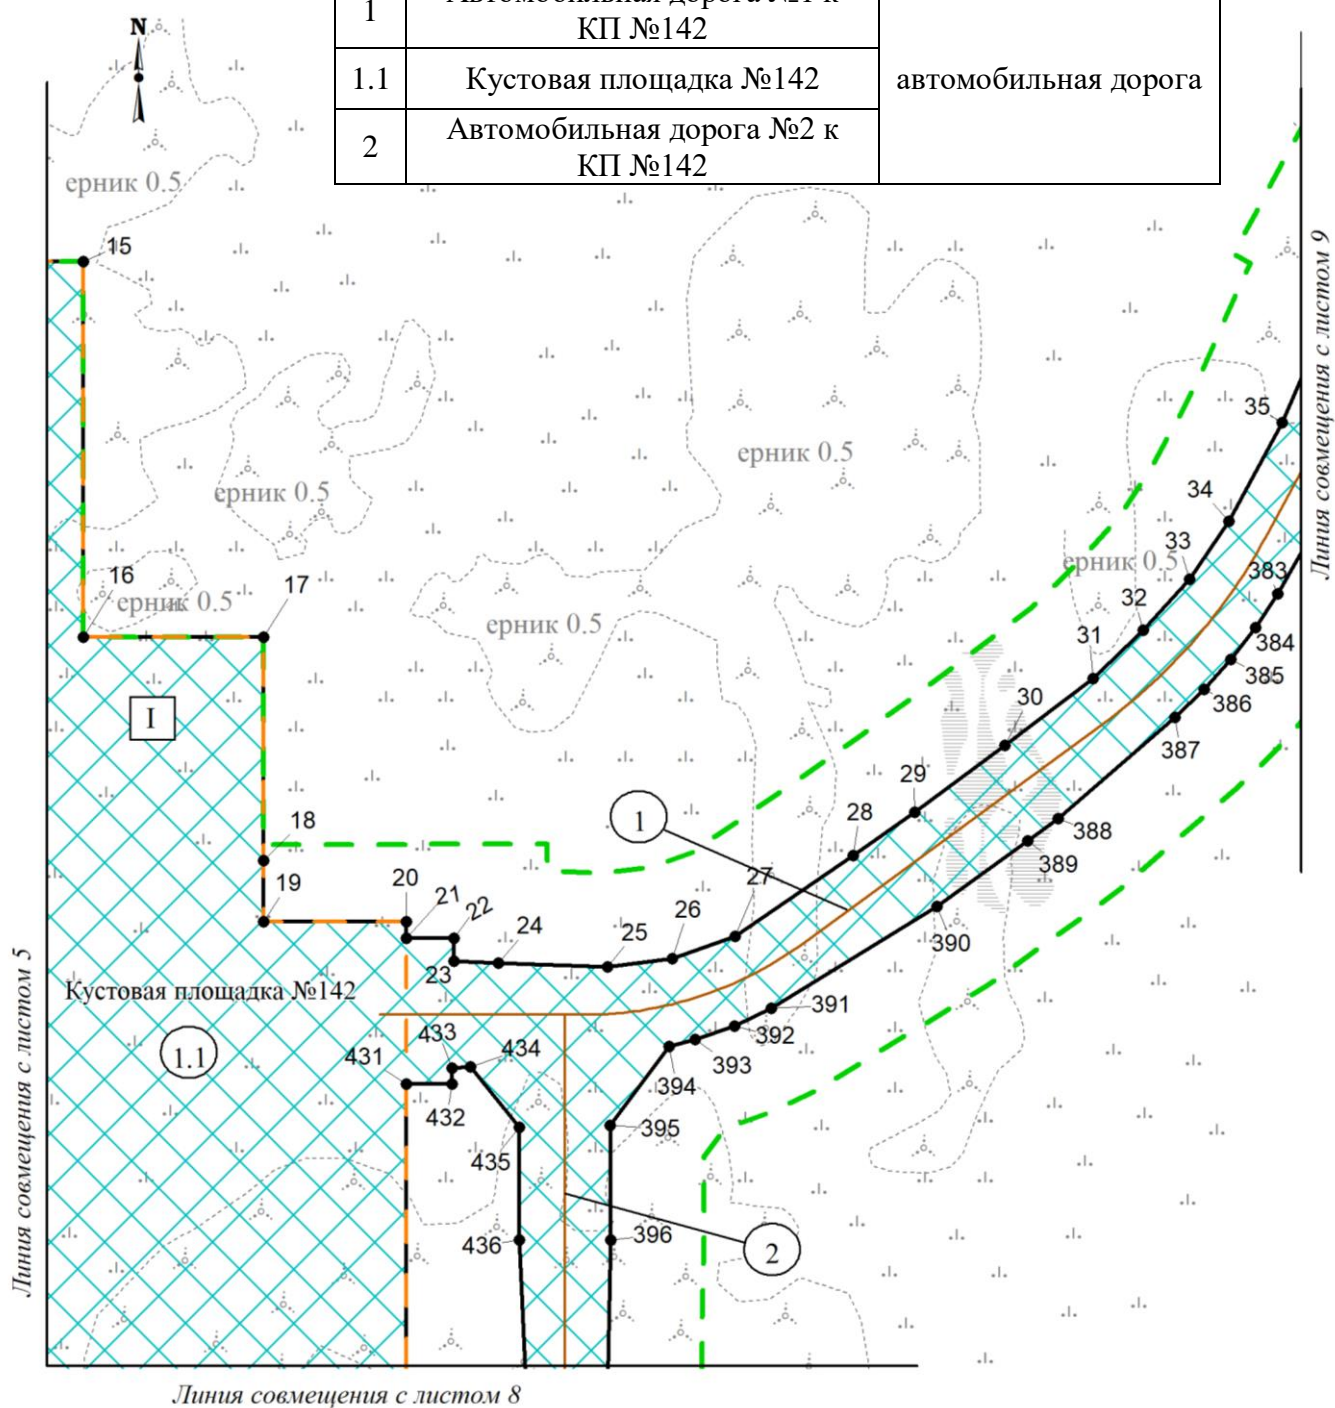 N
1
Автомобильная дорога №1 к
КП №142
автомобильная дорога
1.1
Кустовая площадка №142
2
Автомобильная дорога №2 к
КП №142
ерник 0.5
15
Линия совмещения с листом 9
35
ерник 0.5
ерник 0.5
34
33
ерник 0.5
383
16
ерник 0.5
17
32
ерник 0.5
384
31
385
386
30
I
387
29
1
28
18
388
389
27
19
20
21
22
26
390
24
25
23
Кустовая площадка №142
391
392
433
434
393
1.1
431
394
432
395
435
436
396
2
Линия совмещения с листом 5
Линия совмещения с листом 8